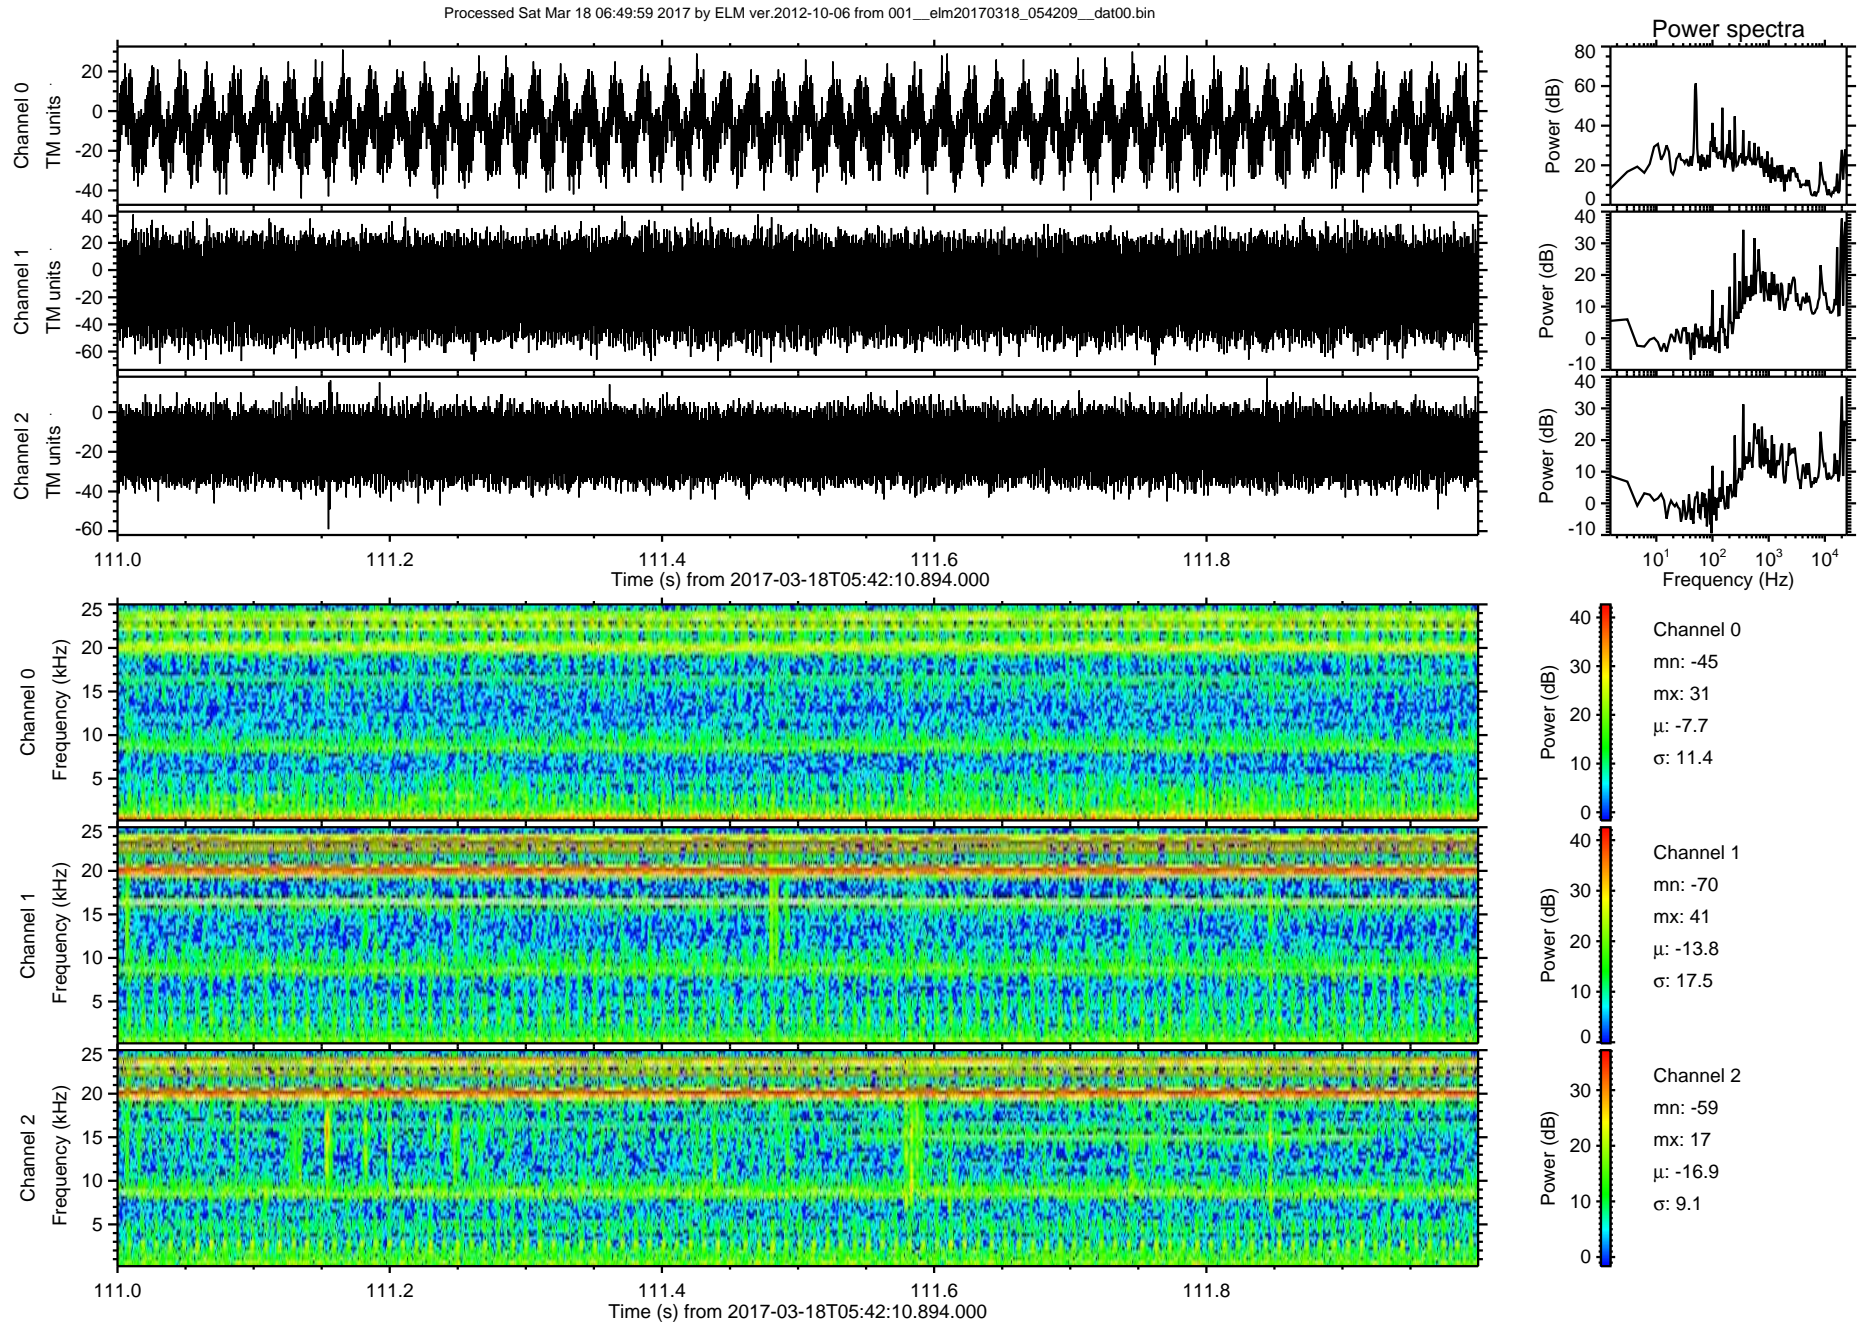 Processed Sat Mar 18 06:49:59 2017 by ELM ver.2012-10-06 from 001__elm20170318_054209__dat00.bin
Power spectra
Channel 0
TM units
20
0
-20
-40
Power (dB)
80
60
40
20
0
Channel 1
TM units
40
20
0
-20
-40
-60
Power (dB)
40
30
20
10
0
-10
Channel 2
TM units
0
-20
-40
-60
Power (dB)
40
30
20
10
0
-10
111.0 111.2 111.4 111.6 111.8
Time (s) from 2017-03-18T05:42:10.894.000
10^1 10^2 10^3 10^4
Frequency (Hz)
Channel 0
Frequency (kHz)
25
20
15
10
5
Power (dB)
40
30
20
10
0
Channel 0
mn: -45
mx: 31
μ: -7.7
σ: 11.4
Channel 1
Frequency (kHz)
25
20
15
10
5
Power (dB)
40
30
20
10
0
Channel 1
mn: -70
mx: 41
μ: -13.8
σ: 17.5
Channel 2
Frequency (kHz)
25
20
15
10
5
Power (dB)
30
20
10
0
Channel 2
mn: -59
mx: 17
μ: -16.9
σ: 9.1
111.0 111.2 111.4 111.6 111.8
Time (s) from 2017-03-18T05:42:10.894.000